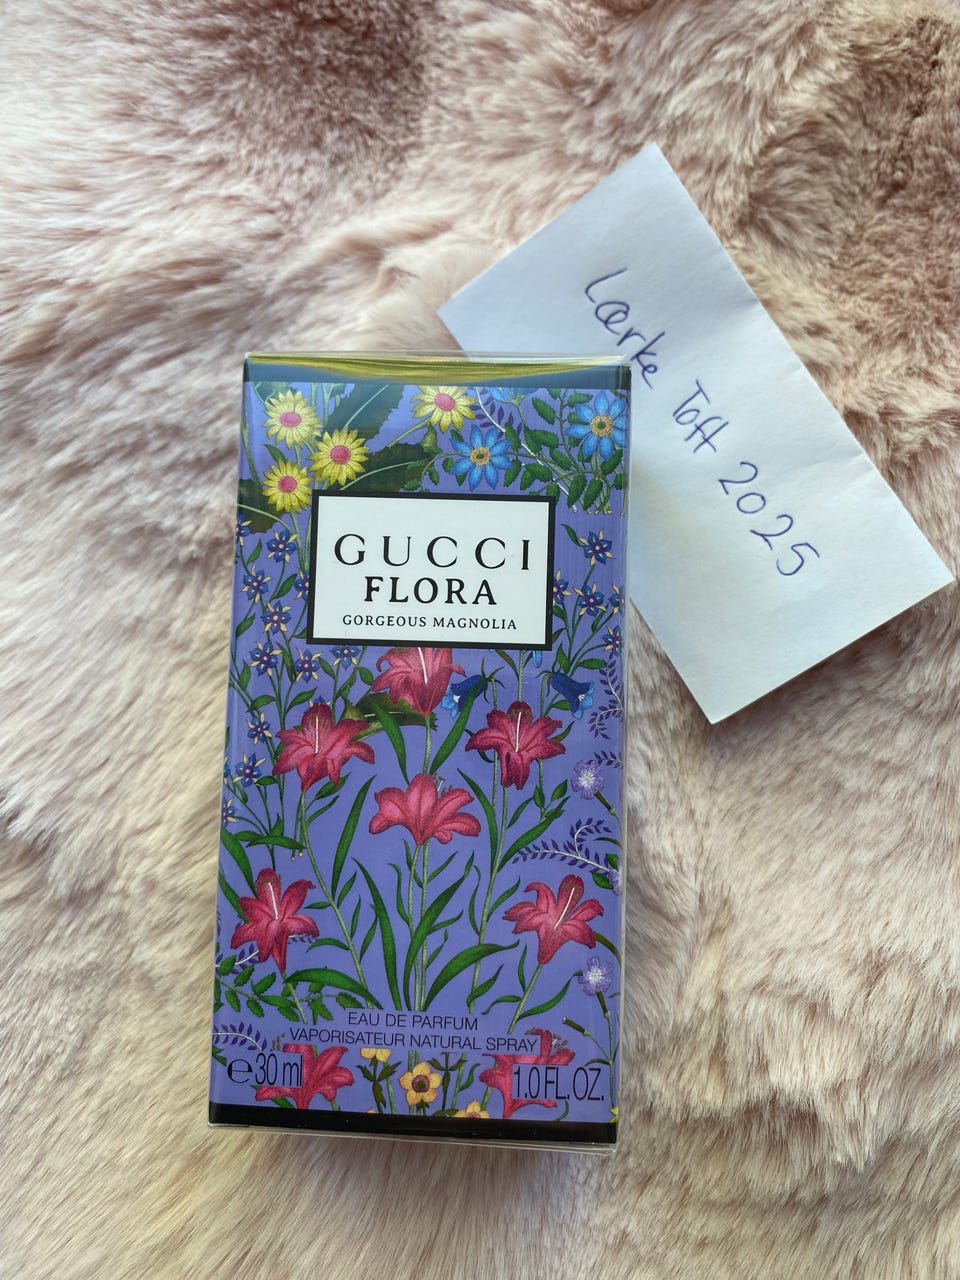 Lærke Toft 2025
GUCCI
FLORA
GORGEOUS MAGNOLIA
EAU DE PARFUM
VAPORISATEUR NATURAL SPRAY
℮30 ml
1.0 FL. OZ.